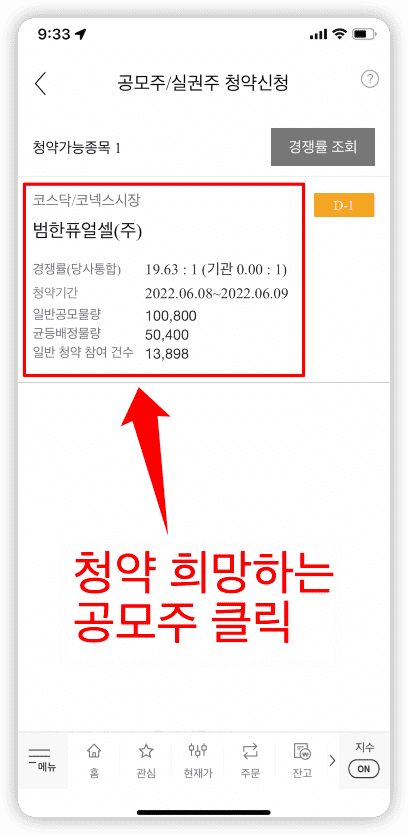 9:33
공모주/실권주 청약신청
?
청약가능종목 1
경쟁률 조회
코스닥/코넥스시장
D-1
범한퓨얼셀(주)
경쟁률(당사통합) 19.63 : 1 (기관 0.00 : 1)
청약기간 2022.06.08~2022.06.09
일반공모물량 100,800
균등배정물량 50,400
일반 청약 참여 건수 13,898
청약 희망하는
공모주 클릭
메뉴 홈 관심 현재가 주문 잔고 지수
ON